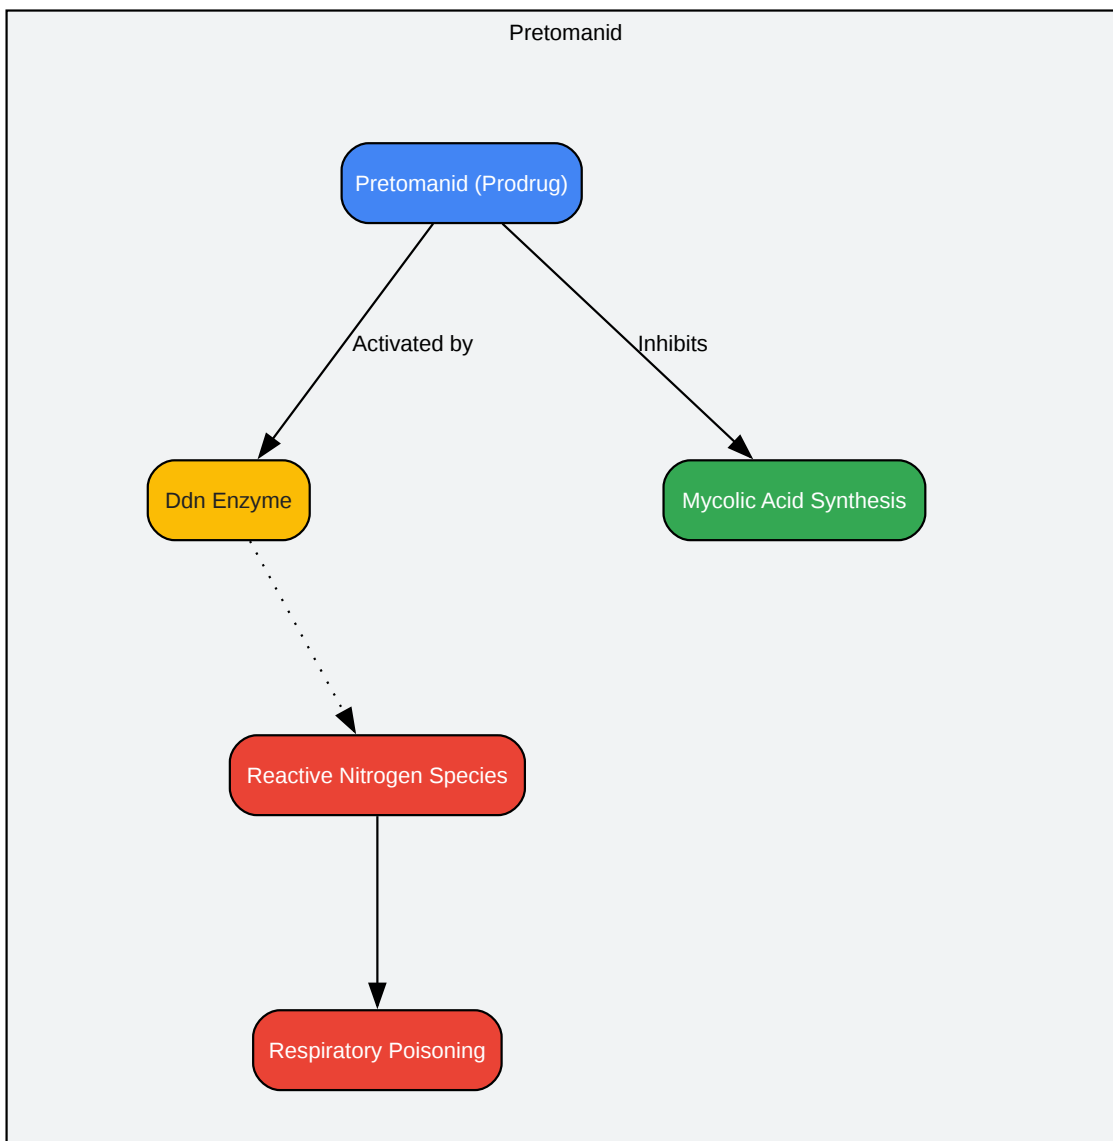 Pretomanid
Pretomanid (Prodrug)
Activated by
Inhibits
Ddn Enzyme
Mycolic Acid Synthesis
Reactive Nitrogen Species
Respiratory Poisoning